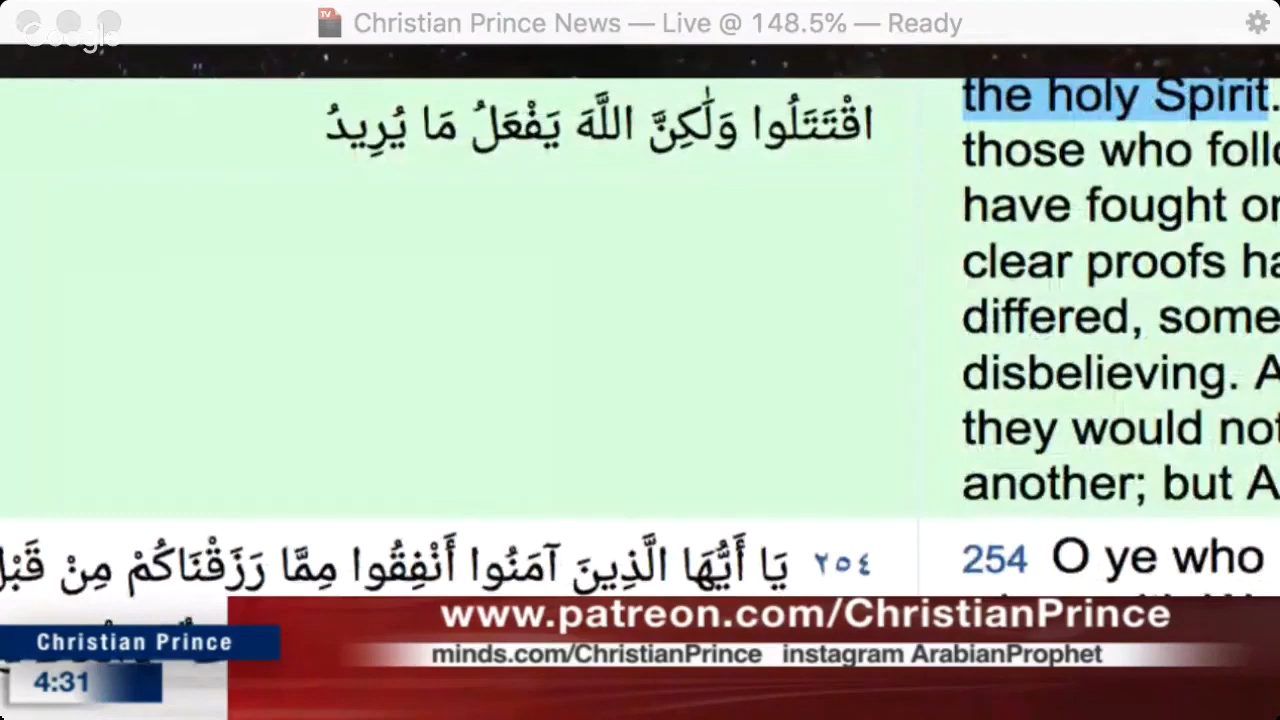 Christian Prince News — Live @ 148.5% — Ready
Google
اقْتَتَلُوا وَلَٰكِنَّ اللَّهَ يَفْعَلُ مَا يُرِيدُ
the holy Spirit.
those who follo
have fought or
clear proofs ha
differed, some
disbelieving. A
they would not
another; but A
٢٥٤ يَا أَيُّهَا الَّذِينَ آمَنُوا أَنْفِقُوا مِمَّا رَزَقْنَاكُمْ مِنْ قَبْلِ
254 O ye who
www.patreon.com/ChristianPrince
Christian Prince
minds.com/ChristianPrince instagram ArabianProphet
4:31